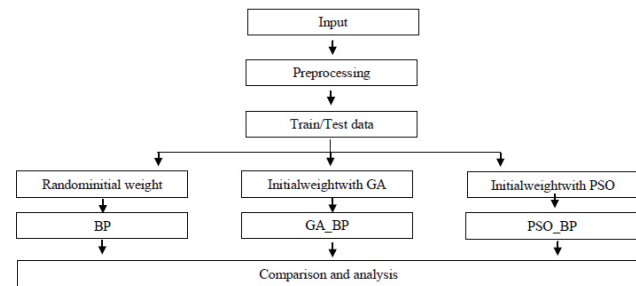 Input
Preprocessing
Train/Test data
Randominitial weight
Initialweightwith GA
Initialweightwith PSO
BP
GA_BP
PSO_BP
Comparison and analysis